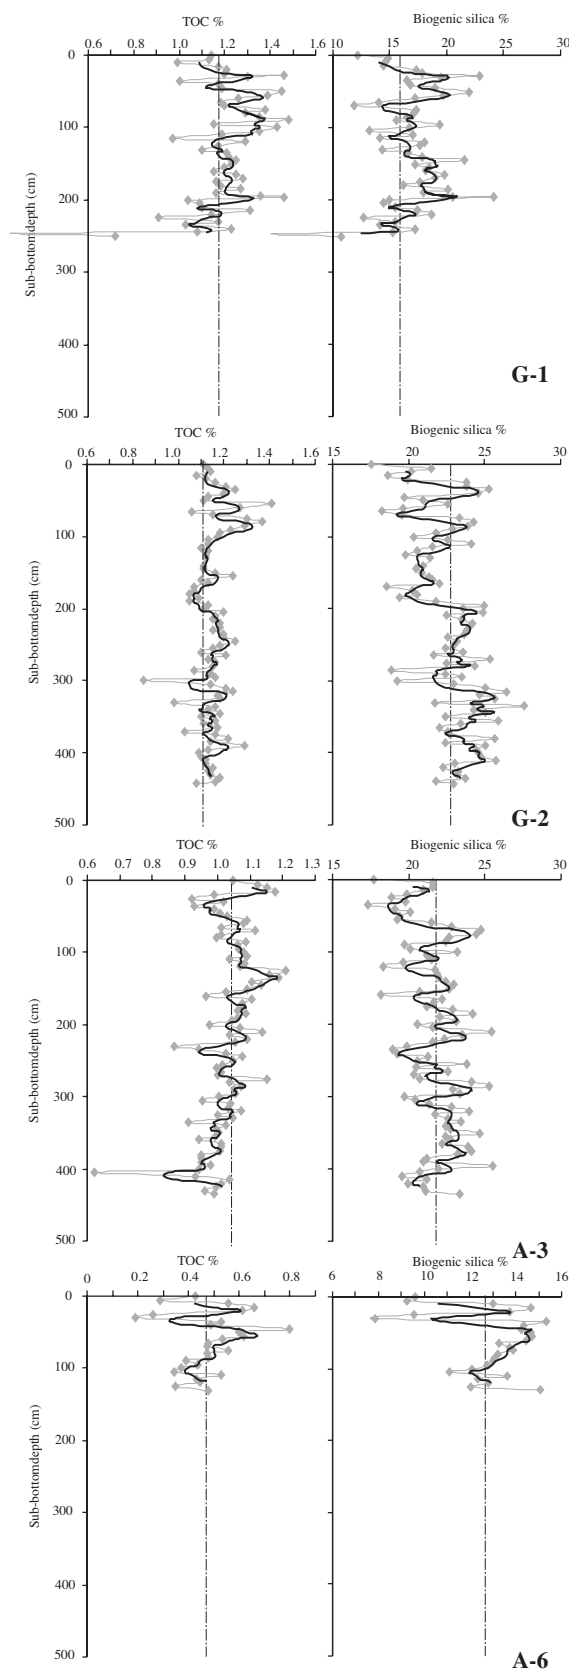 TOC % Biogenic silica %
0.6 0.8 1.0 1.2 1.4 1.6 10 15 20 25 30
0
100
200
Sub-bottomdepth (cm)
300
400
G-1
500
TOC % Biogenic silica %
0.6 0.8 1.0 1.2 1.4 1.6 15 20 25 30
0
100
200
Sub-bottomdepth (cm)
300
400
G-2
500
TOC % Biogenic silica %
0.6 0.7 0.8 0.9 1.0 1.1 1.2 1.3 15 20 25 30
0
100
200
Sub-bottomdepth (cm)
300
400
500
A-3
TOC % Biogenic silica %
0 0.2 0.4 0.6 0.8 6 8 10 12 14 16
0
100
200
Sub-bottomdepth (cm)
300
400
500
A-6